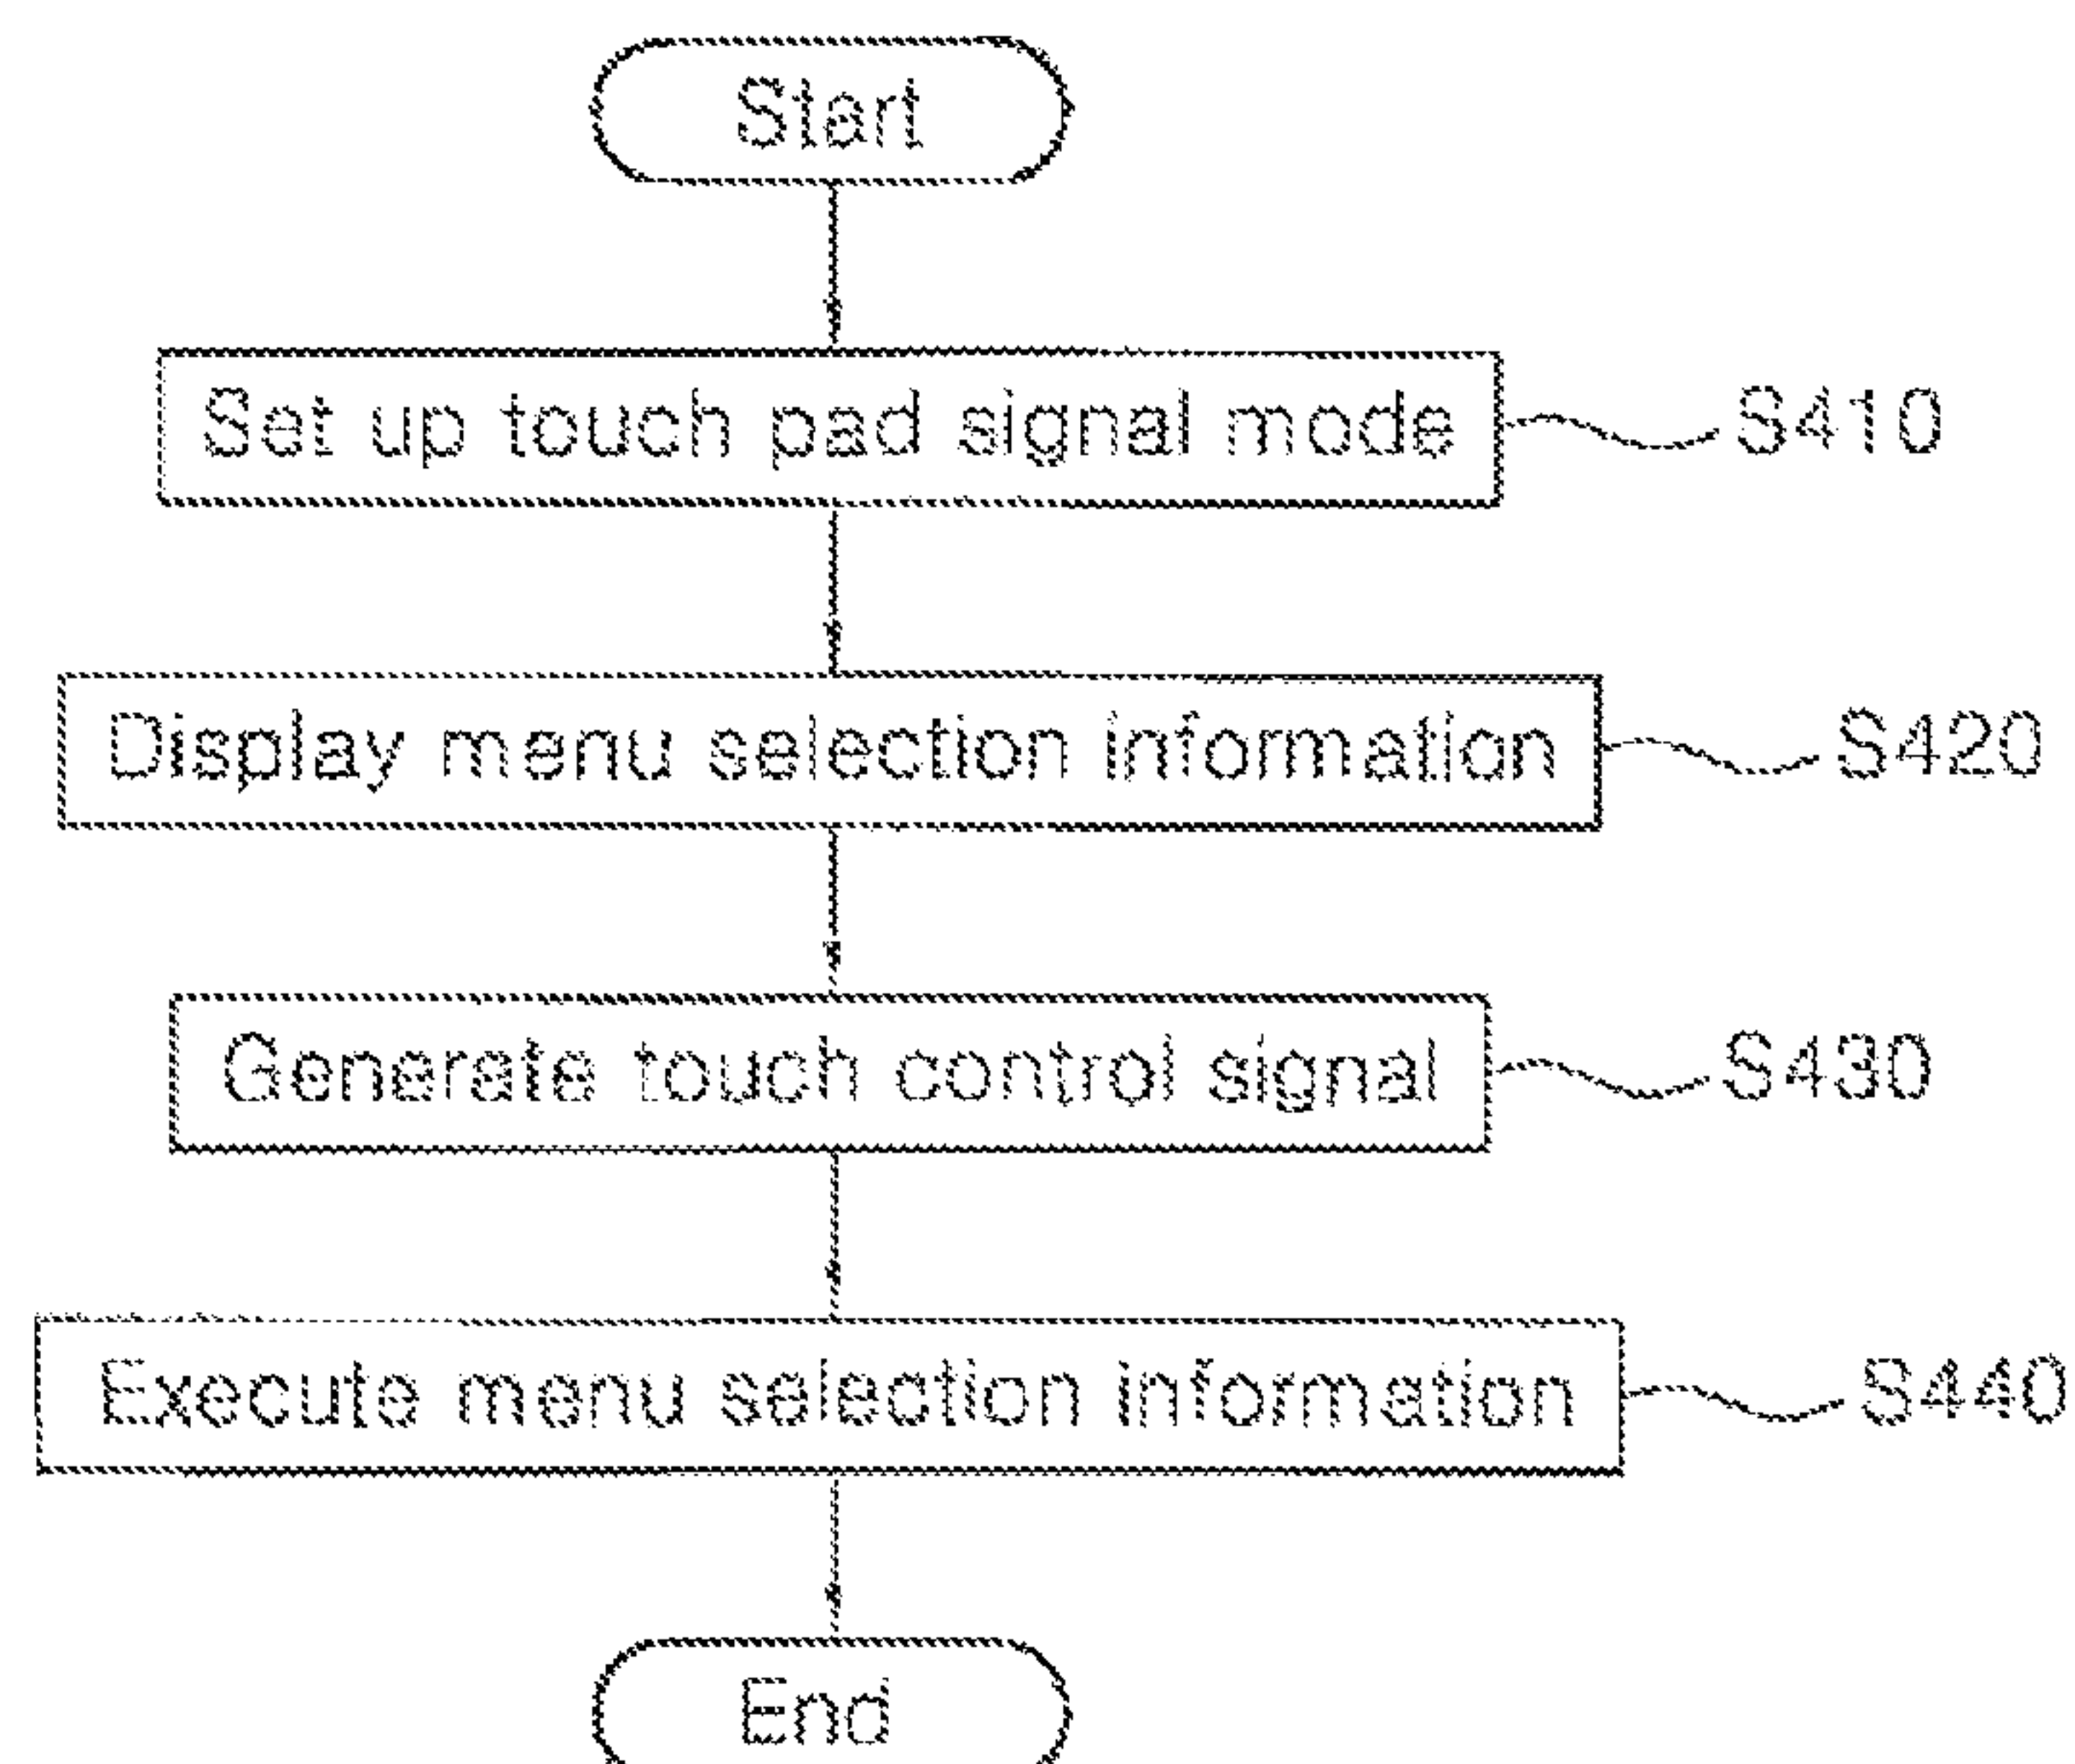 Start
Set up touch pad signal mode S410
Display menu selection information S420
Generate touch control signal S430
Execute menu selection information S440
End